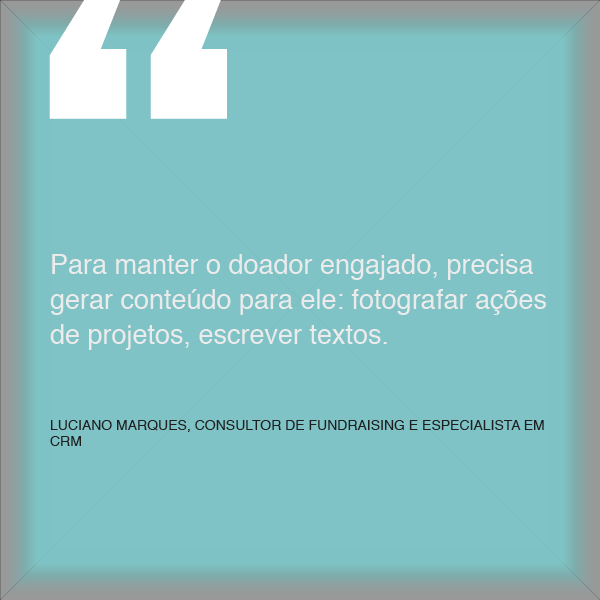 Para manter o doador engajado, precisa
gerar conteúdo para ele: fotografar ações
de projetos, escrever textos.
LUCIANO MARQUES, CONSULTOR DE FUNDRAISING E ESPECIALISTA EM
CRM